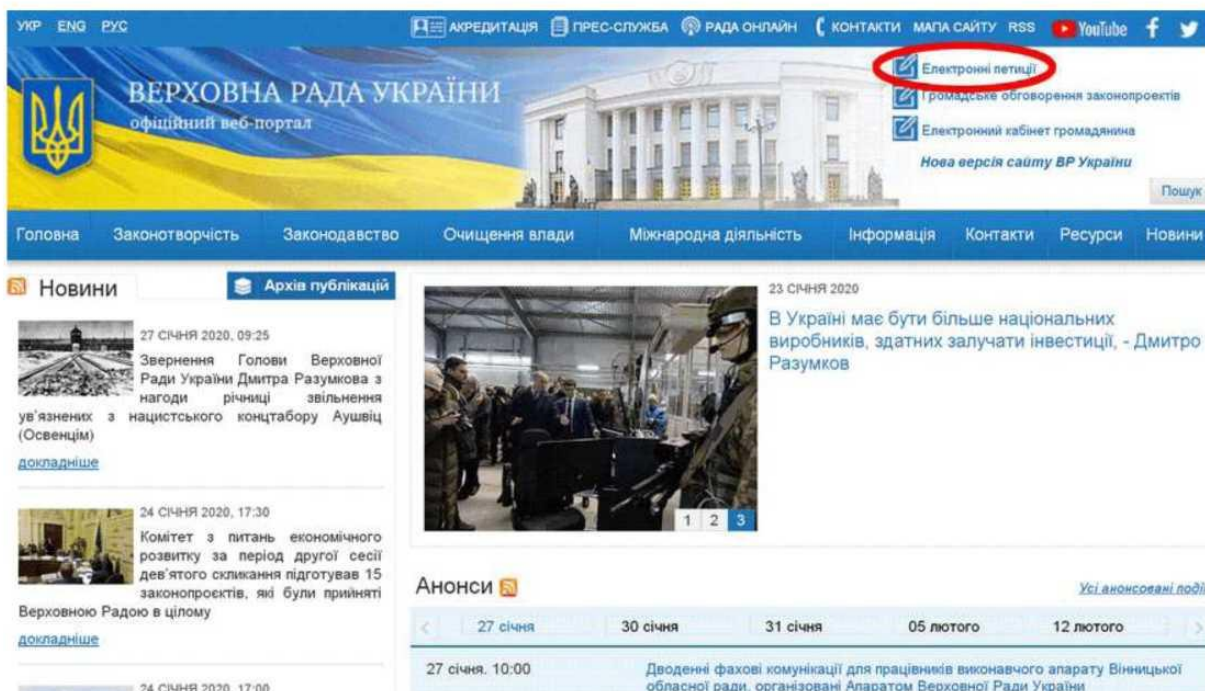 УКР ENG РУС
АКРЕДИТАЦІЯ ПРЕС-СЛУЖБА РАДА ОНЛАЙН КОНТАКТИ МАПА САЙТУ RSS YouTube
ВЕРХОВНА РАДА УКРАЇНИ
офіційний веб-портал
Електронні петиції
Громадське обговорення законопроектів
Електронний кабінет громадянина
Нова версія сайту ВР України
Пошук
Головна Законотворчість Законодавство Очищення влади Міжнародна діяльність Інформація Контакти Ресурси Новини
Новини
Архів публікацій
27 СІЧНЯ 2020, 09:25
Звернення Голови Верховної
Ради України Дмитра Разумкова з
нагоди річниці звільнення
ув'язнених з нацистського концтабору Аушвіц
(Освенцім)
докладніше
24 СІЧНЯ 2020, 17:30
Комітет з питань економічного
розвитку за період другої сесії
дев'ятого скликання підготував 15
законопроєктів, які були прийняті
Верховною Радою в цілому
докладніше
24 СІЧНЯ 2020, 17:00
23 СІЧНЯ 2020
В Україні має бути більше національних
виробників, здатних залучати інвестиції, - Дмитро
Разумков
1 2 3
Анонси
Усі анонсовані події
27 січня 30 січня 31 січня 05 лютого 12 лютого
27 січня. 10:00
Дводенні фахові комунікації для працівників виконавчого апарату Вінницької
обласної ради, організовані Апаратом Верховної Ради України